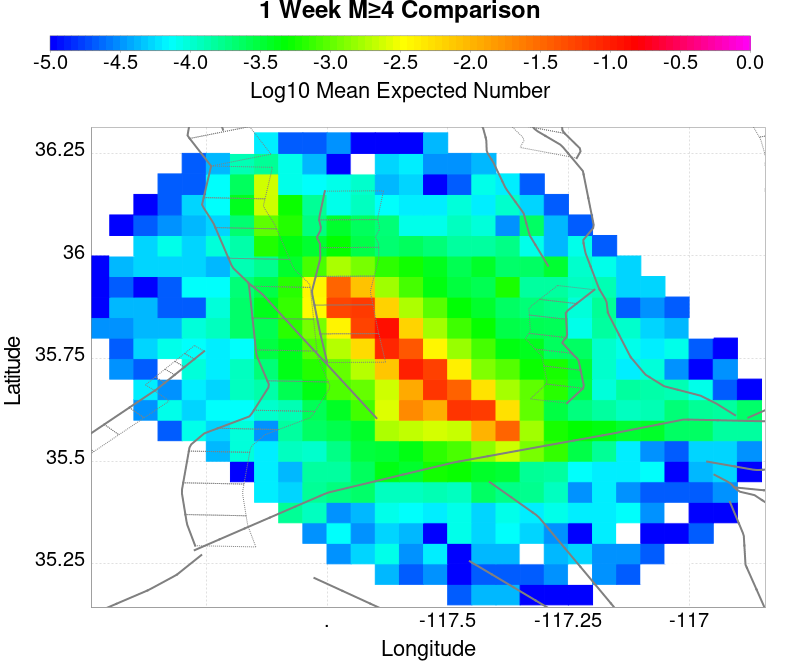 1 Week M≥4 Comparison
-5.0 -4.5 -4.0 -3.5 -3.0 -2.5 -2.0 -1.5 -1.0 -0.5 0.0
Log10 Mean Expected Number
36.25
36
35.75
35.5
35.25
Latitude
. -117.5 -117.25 -117
Longitude